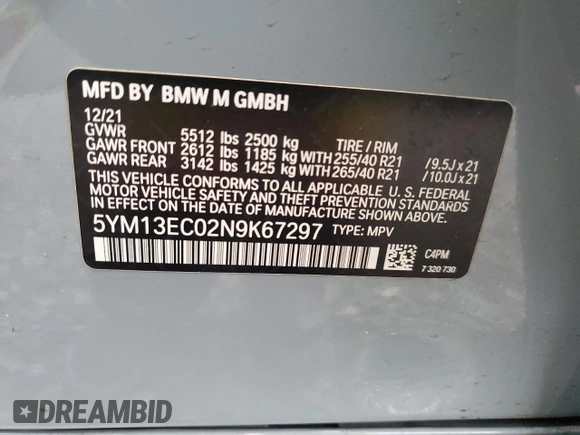 MFD BY BMW M GMBH
12/21
GVWR 5512 lbs 2500 kg TIRE / RIM
GAWR FRONT 2612 lbs 1185 kg WITH 255/40 R21 /9.5J x 21
GAWR REAR 3142 lbs 1425 kg WITH 265/40 R21 /10.0J x 21
THIS VEHICLE CONFORMS TO ALL APPLICABLE U. S. FEDERAL
MOTOR VEHICLE SAFETY AND THEFT PREVENTION STANDARDS
IN EFFECT ON THE DATE OF MANUFACTURE SHOWN ABOVE.
5YM13EC02N9K67297 TYPE: MPV
C4PM
7 320 730
DREAMBID